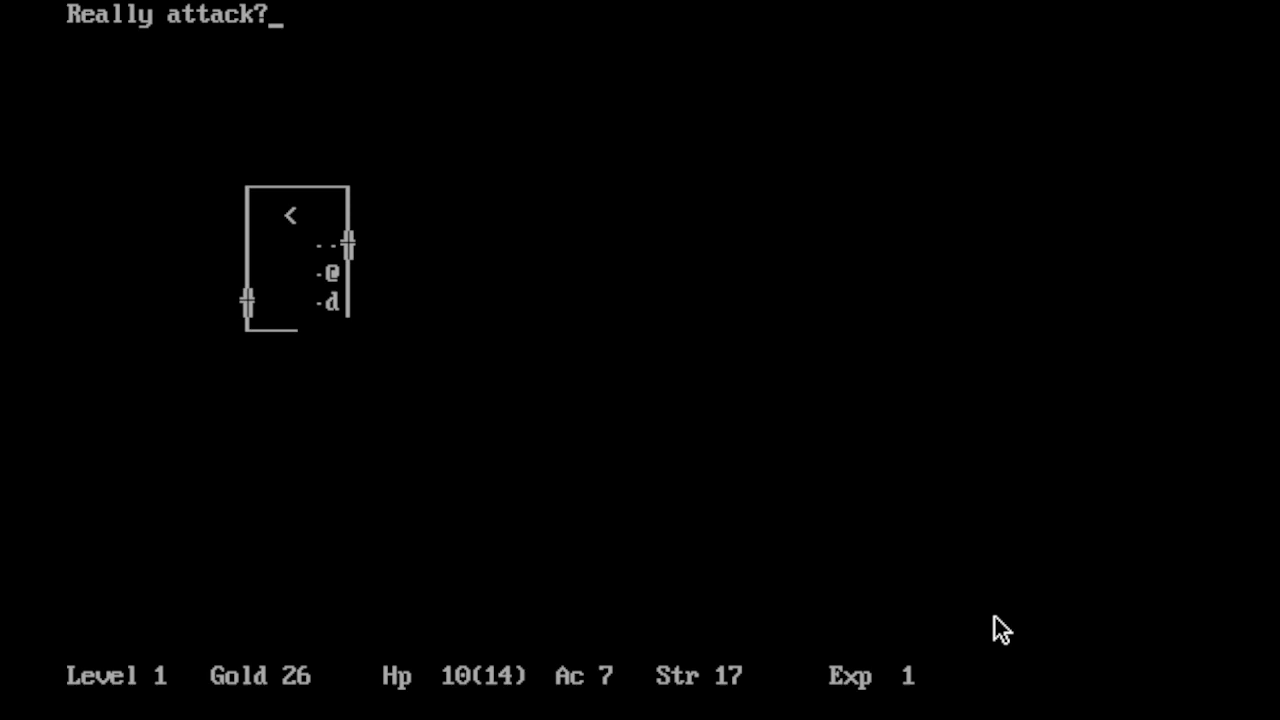 Really attack?_
<
--
-@
-d
Level 1 Gold 26 Hp 10(14) Ac 7 Str 17 Exp 1